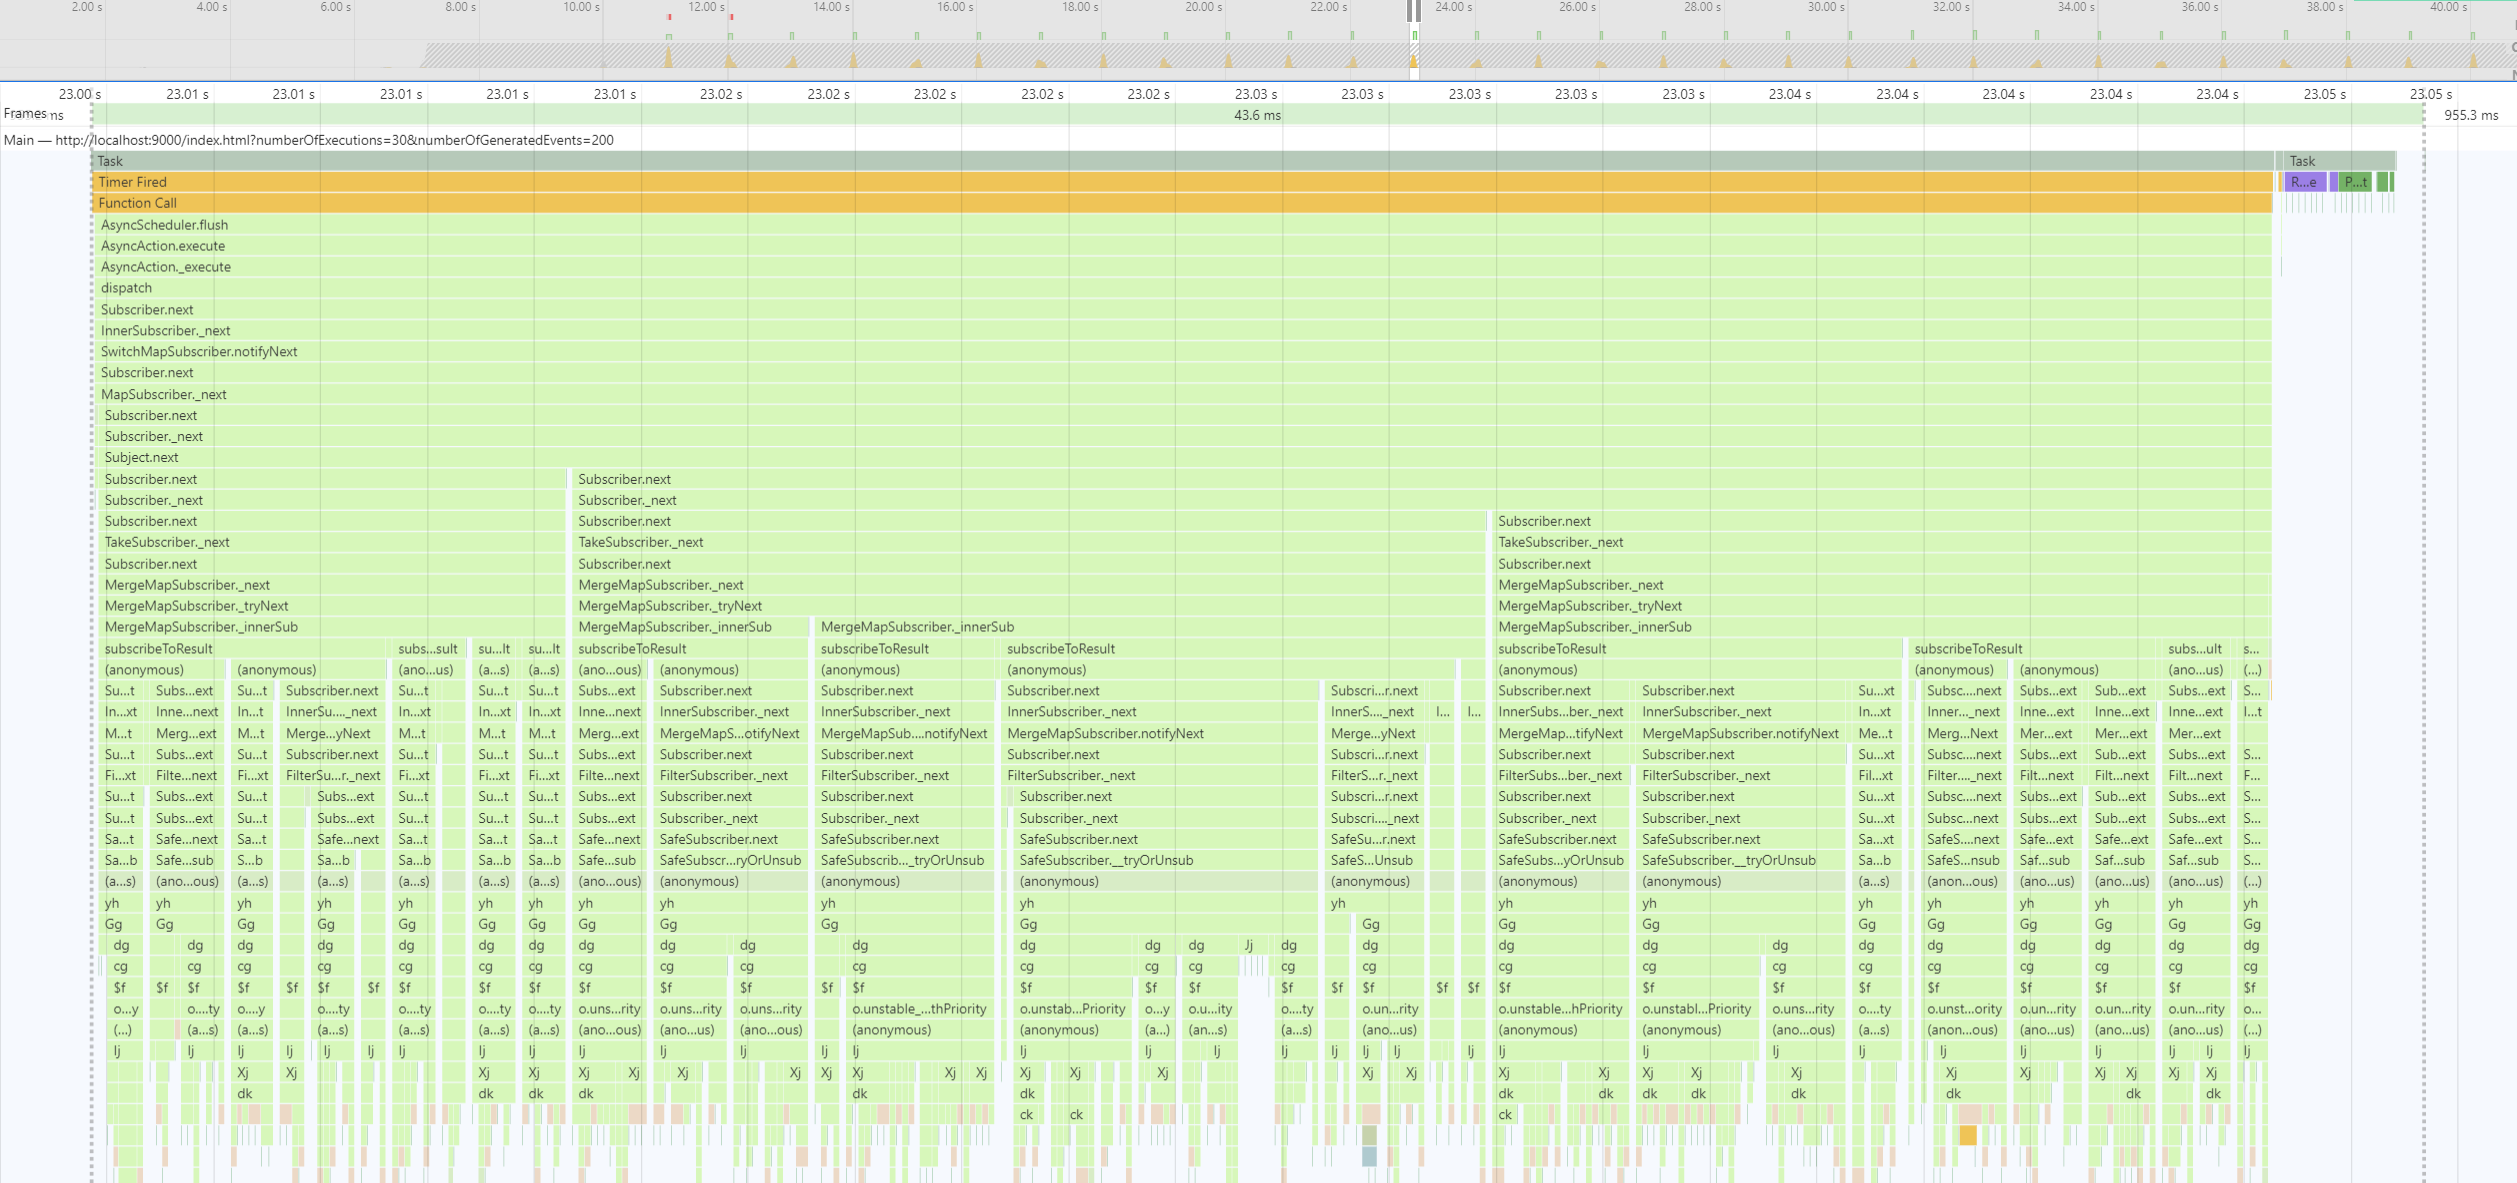 2.00 s 4.00 s 6.00 s 8.00 s 10.00 s 12.00 s 14.00 s 16.00 s 18.00 s 20.00 s 22.00 s 24.00 s 26.00 s 28.00 s 30.00 s 32.00 s 34.00 s 36.00 s 38.00 s 40.00 s
23.00 s 23.01 s 23.01 s 23.01 s 23.01 s 23.01 s 23.02 s 23.02 s 23.02 s 23.02 s 23.02 s 23.03 s 23.03 s 23.03 s 23.03 s 23.03 s 23.04 s 23.04 s 23.04 s 23.04 s 23.04 s 23.05 s 23.05 s
Frames ms 43.6 ms 955.3 ms
Main — http://localhost:9000/index.html?numberOfExecutions=30&numberOfGeneratedEvents=200
Task Task
Timer Fired R...e P...t
Function Call
AsyncScheduler.flush
AsyncAction.execute
AsyncAction._execute
dispatch
Subscriber.next
InnerSubscriber._next
SwitchMapSubscriber.notifyNext
Subscriber.next
MapSubscriber._next
Subscriber.next
Subscriber._next
Subject.next
Subscriber.next Subscriber.next
Subscriber._next Subscriber._next
Subscriber.next Subscriber.next Subscriber.next
TakeSubscriber._next TakeSubscriber._next TakeSubscriber._next
Subscriber.next Subscriber.next Subscriber.next
MergeMapSubscriber._next MergeMapSubscriber._next MergeMapSubscriber._next
MergeMapSubscriber._tryNext MergeMapSubscriber._tryNext MergeMapSubscriber._tryNext
MergeMapSubscriber._innerSub MergeMapSubscriber._innerSub MergeMapSubscriber._innerSub MergeMapSubscriber._innerSub
subscribeToResult subs...sult su...lt su...lt subscribeToResult subscribeToResult subscribeToResult subscribeToResult subscribeToResult subs...ult s...
(anonymous) (anonymous) (ano...us) (a...s) (a...s) (ano...ous) (anonymous) (anonymous) (anonymous) (anonymous) (anonymous) (anonymous) (ano...us) (...)
Su...t Subs...ext Su...t Subscriber.next Su...t Su...t Su...t Subs...ext Subscriber.next Subscriber.next Subscriber.next Subscri...r.next Subscriber.next Subscriber.next Su...xt Subsc....next Subs...ext Sub...ext Subs...ext S...
In...xt Inne...next In...t InnerSu...._next In...xt In...xt In...xt Inne...next InnerSubscriber._next InnerSubscriber._next InnerSubscriber._next InnerS...._next I... I... InnerSubs...ber._next InnerSubscriber._next In...xt Inner..._next Inne...ext Inne...ext Inne...ext I...t
M...t Merg...ext M...t Merge...yNext M...t M...t M...t Merg...ext MergeMapS...otifyNext MergeMapSub....notifyNext MergeMapSubscriber.notifyNext Merge...yNext MergeMap...tifyNext MergeMapSubscriber.notifyNext Me...t Merg...Next Mer...ext Mer...ext Mer...ext
Su...t Subs...ext Su...t Subscriber.next Su...t Su...t Su...t Subs...ext Subscriber.next Subscriber.next Subscriber.next Subscri...r.next Subscriber.next Subscriber.next Su...xt Subsc....next Subs...ext Sub...ext Subs...ext S...
Fi...xt Filte...next Fi...xt FilterSu...r._next Fi...xt Fi...xt Fi...xt Filte...next FilterSubscriber._next FilterSubscriber._next FilterSubscriber._next FilterS...r._next FilterSubs...ber._next FilterSubscriber._next Fil...xt Filter...._next Filt...next Filt...next Filt...next F...
Su...t Subs...ext Su...t Subs...ext Su...t Su...t Su...t Subs...ext Subscriber.next Subscriber.next Subscriber.next Subscri...r.next Subscriber.next Subscriber.next Su...xt Subsc....next Subs...ext Sub...ext Subs...ext S...
Su...t Subs...ext Su...t Subs...ext Su...t Su...t Su...t Subs...ext Subscriber._next Subscriber._next Subscriber._next Subscri...._next Subscriber._next Subscriber._next Su...xt Subsc..._next Subs...ext Sub...ext Subs...ext S...
Sa...t Safe...next Sa...t Safe...next Sa...t Sa...t Sa...t Safe...next SafeSubscriber.next SafeSubscriber.next SafeSubscriber.next SafeSu...r.next SafeSubscriber.next SafeSubscriber.next Sa...xt SafeS....next Safe...ext Safe...ext Safe...ext S...
Sa...b Safe...sub S...b Sa...b Sa...b Sa...b Sa...b Safe...sub SafeSubscr...ryOrUnsub SafeSubscrib..._tryOrUnsub SafeSubscriber.__tryOrUnsub SafeS...Unsub SafeSubs...yOrUnsub SafeSubscriber.__tryOrUnsub Sa...b SafeS...nsub Saf...sub Saf...sub Saf...sub S...
(a...s) (ano...ous) (a...s) (a...s) (a...s) (a...s) (a...s) (ano...ous) (anonymous) (anonymous) (anonymous) (anonymous) (anonymous) (anonymous) (a...s) (anon...ous) (ano...us) (ano...us) (ano...us) (...)
yh yh yh yh yh yh yh yh yh yh yh yh yh yh yh yh yh yh yh yh
Gg Gg Gg Gg Gg Gg Gg Gg Gg Gg Gg Gg Gg Gg Gg Gg Gg Gg Gg Gg
dg dg dg dg dg dg dg dg dg dg dg dg dg dg Jj dg dg dg dg dg dg dg dg dg dg dg
cg cg cg cg cg cg cg cg cg cg cg cg cg cg cg cg cg cg cg cg cg cg cg cg cg
$f $f $f $f $f $f $f $f $f $f $f $f $f $f $f $f $f $f $f $f $f $f $f $f $f $f $f $f $f $f $f $f
o...y o....ty o....y o....ty o....ty o....ty o....ty o.uns...rity o.uns...rity o.uns...rity o.unstable_...thPriority o.unstab...Priority o...y o.u...ity o....ty o.un...rity o.unstable...hPriority o.unstabl...Priority o.uns...rity o....ty o.unst...ority o.un...rity o.un...rity o.un...rity o...
(...) (a...s) (a...s) (a...s) (a...s) (a...s) (a...s) (ano...ous) (ano...us) (ano...ous) (anonymous) (anonymous) (a...) (an...s) (a...s) (ano...us) (anonymous) (anonymous) (ano...ous) (a...s) (anon...ous) (ano...us) (ano...us) (ano...us) (...)
lj lj lj lj lj lj lj lj lj lj lj lj lj lj lj lj lj lj lj lj lj lj lj lj lj lj lj lj lj lj lj lj
Xj Xj Xj Xj Xj Xj Xj Xj Xj Xj Xj Xj Xj Xj Xj Xj Xj Xj Xj Xj Xj Xj Xj Xj Xj Xj Xj Xj Xj
dk dk dk dk dk dk dk dk dk dk dk dk dk dk dk
ck ck ck